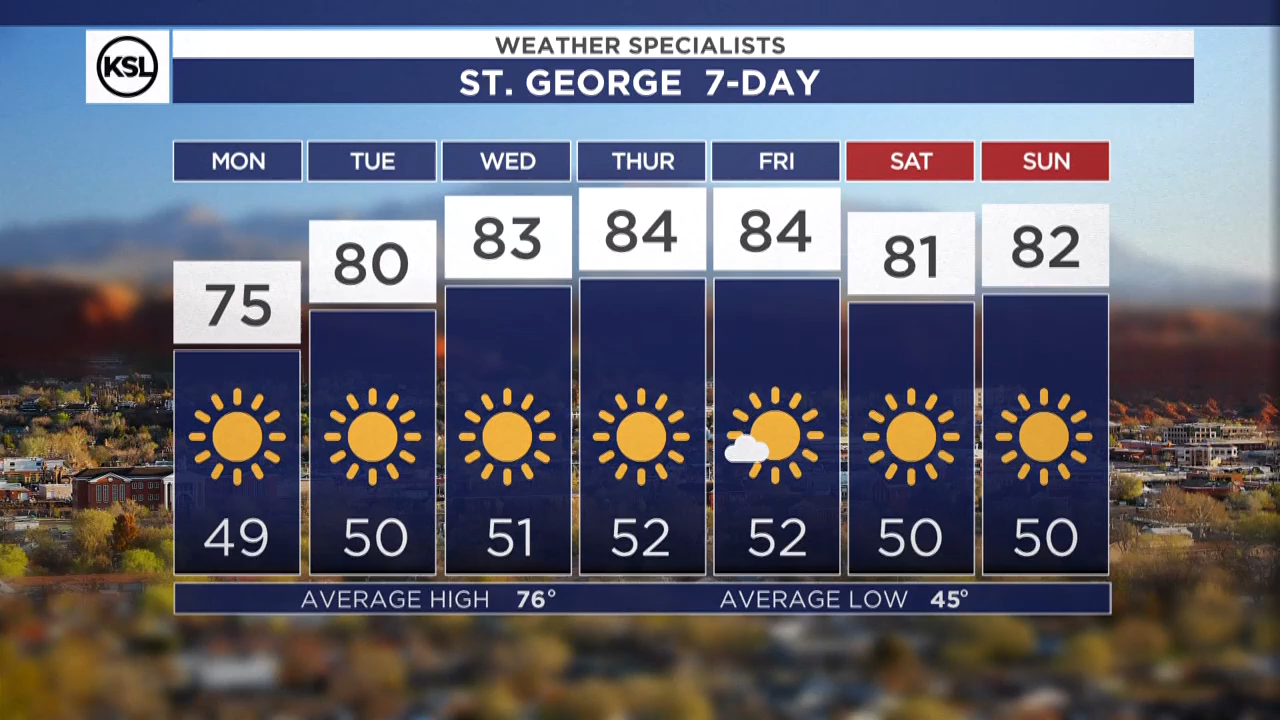 KSL
WEATHER SPECIALISTS
ST. GEORGE 7-DAY
MON TUE WED THUR FRI SAT SUN
75 80 83 84 84 81 82
49 50 51 52 52 50 50
AVERAGE HIGH 76° AVERAGE LOW 45°